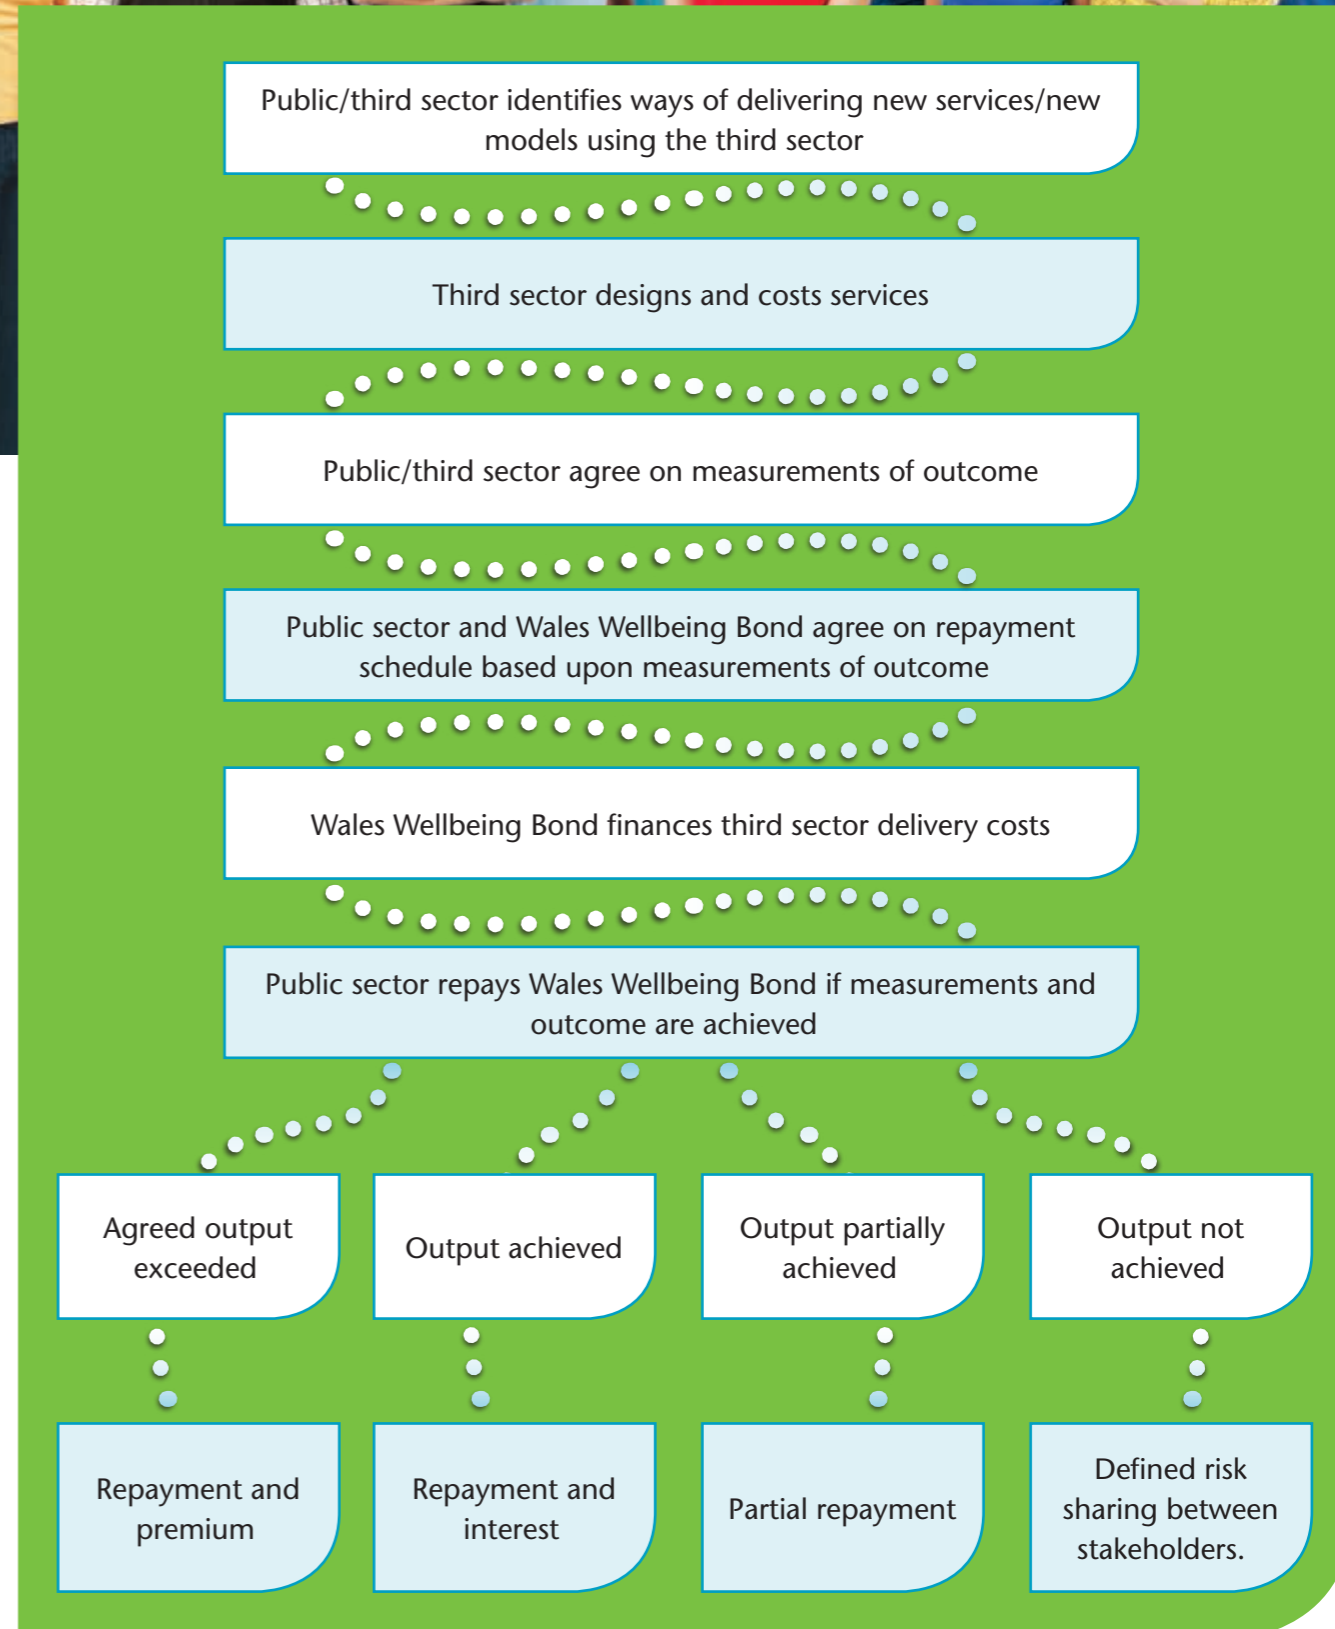 Public/third sector identifies ways of delivering new services/new
models using the third sector
Third sector designs and costs services
Public/third sector agree on measurements of outcome
Public sector and Wales Wellbeing Bond agree on repayment
schedule based upon measurements of outcome
Wales Wellbeing Bond finances third sector delivery costs
Public sector repays Wales Wellbeing Bond if measurements and
outcome are achieved
Agreed output
exceeded
Output achieved
Output partially
achieved
Output not
achieved
Repayment and
premium
Repayment and
interest
Partial repayment
Defined risk
sharing between
stakeholders.